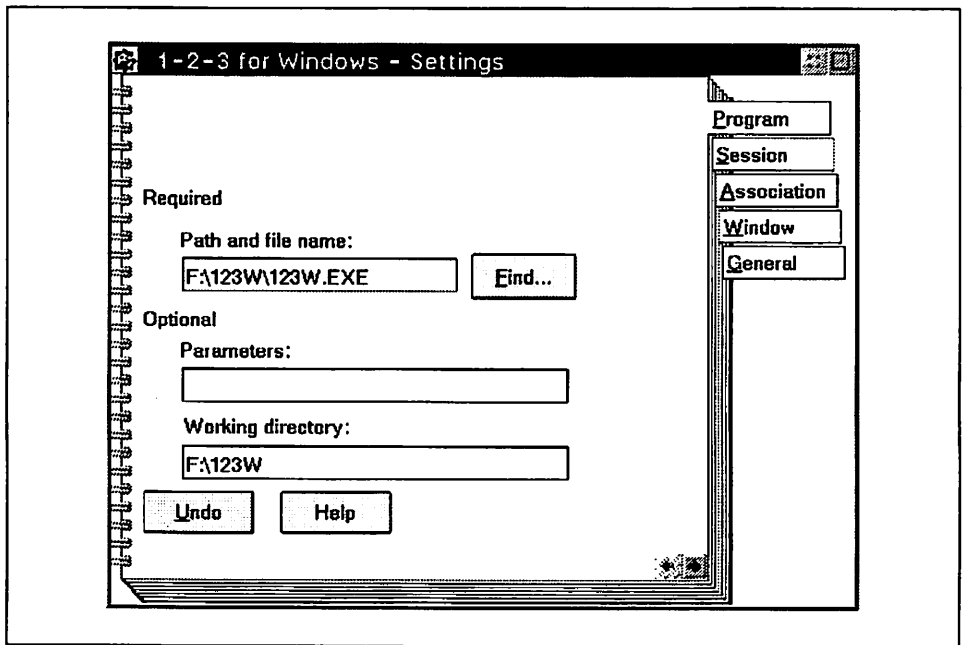 1-2-3 for Windows - Settings
Program
Session
Association
Window
General
Required
Path and file name:
F:\123W\123W.EXE
Find...
Optional
Parameters:
Working directory:
F:\123W
Undo
Help